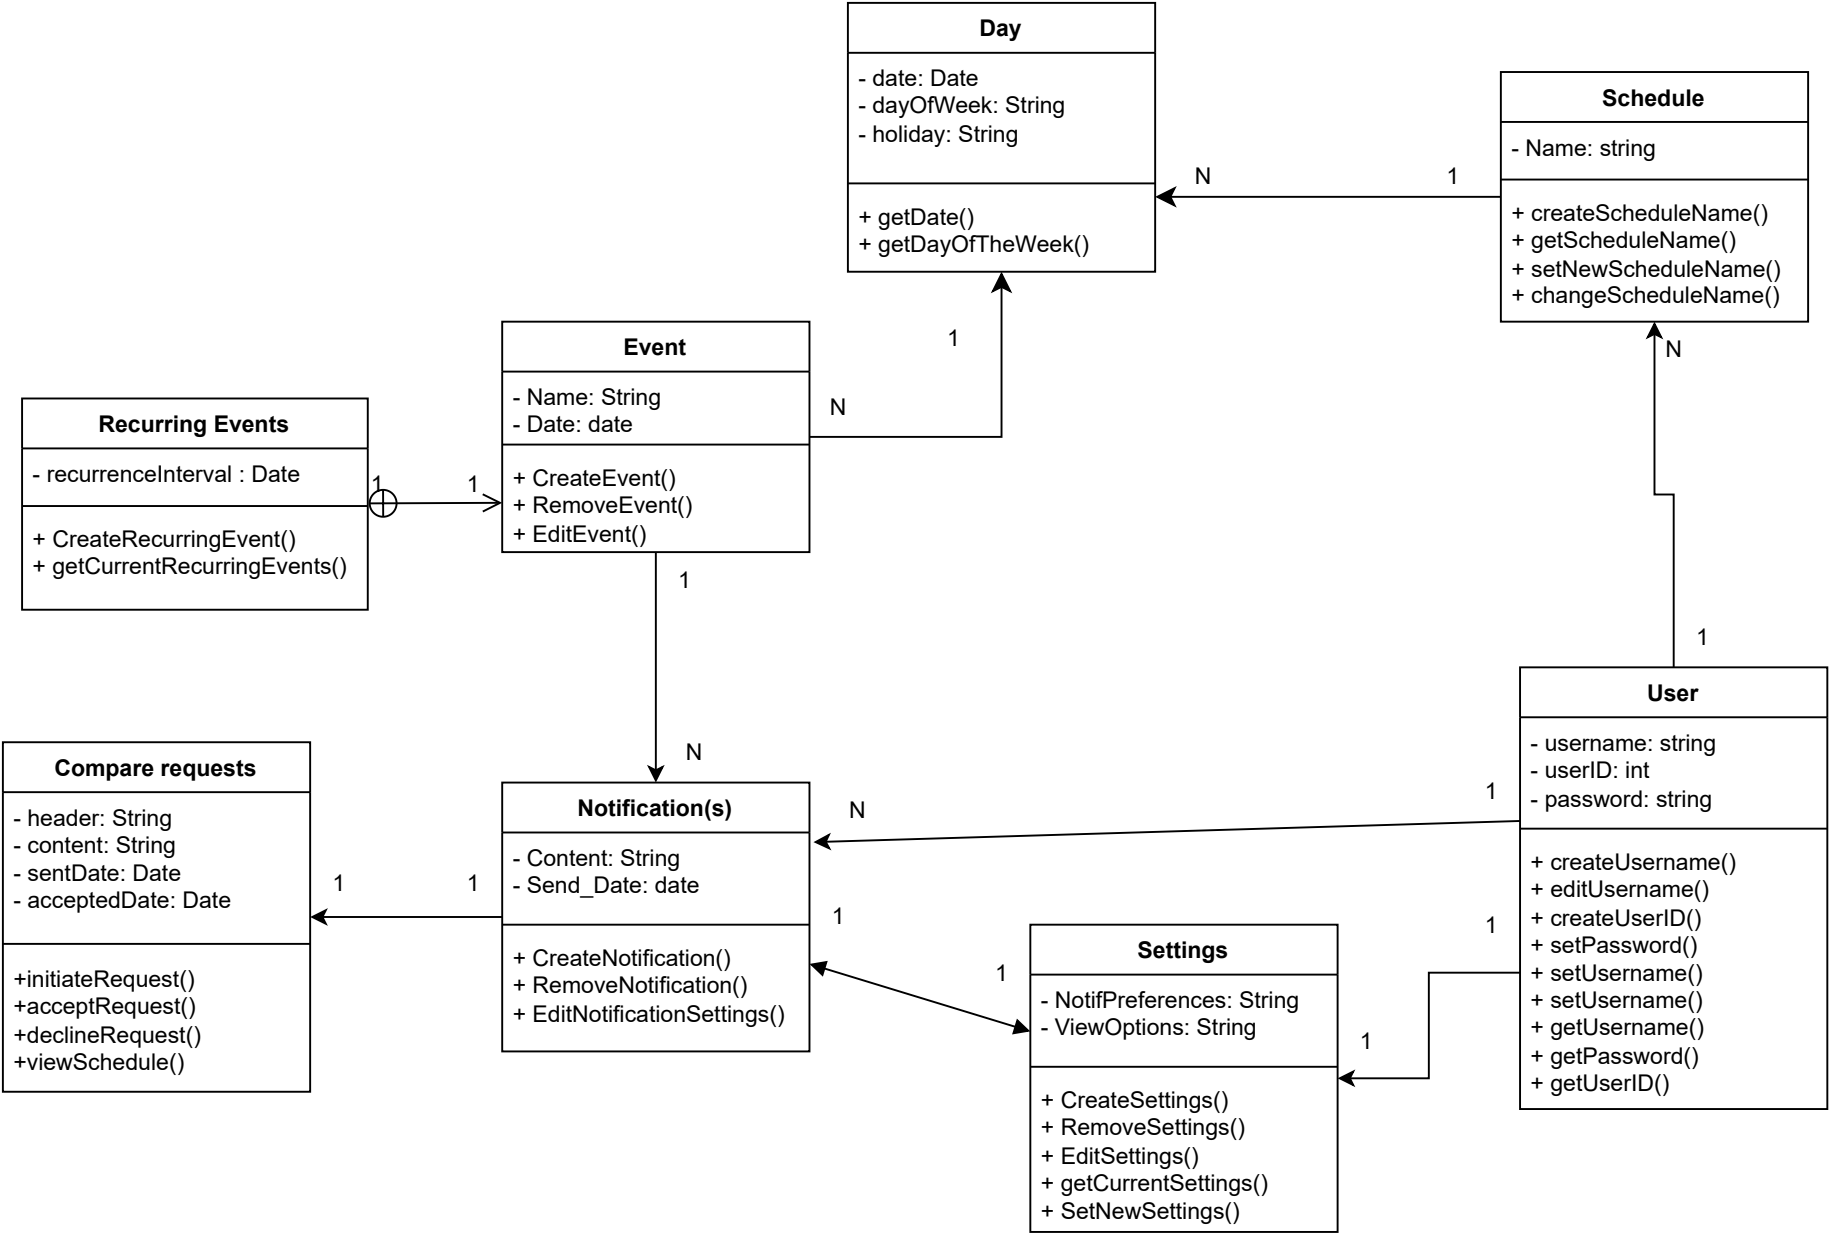 Day
- date: Date
- dayOfWeek: String
- holiday: String
+ getDate()
+ getDayOfTheWeek()
Schedule
- Name: string
+ createScheduleName()
+ getScheduleName()
+ setNewScheduleName()
+ changeScheduleName()
N
1
Event
- Name: String
- Date: date
+ CreateEvent()
+ RemoveEvent()
+ EditEvent()
1
N
N
Recurring Events
- recurrenceInterval : Date
+ CreateRecurringEvent()
+ getCurrentRecurringEvents()
1
1
1
N
1
User
- username: string
- userID: int
- password: string
+ createUsername()
+ editUsername()
+ createUserID()
+ setPassword()
+ setUsername()
+ setUsername()
+ getUsername()
+ getPassword()
+ getUserID()
Compare requests
- header: String
- content: String
- sentDate: Date
- acceptedDate: Date
+initiateRequest()
+acceptRequest()
+declineRequest()
+viewSchedule()
1
1
Notification(s)
- Content: String
- Send_Date: date
+ CreateNotification()
+ RemoveNotification()
+ EditNotificationSettings()
N
1
1
1
1
1
Settings
- NotifPreferences: String
- ViewOptions: String
+ CreateSettings()
+ RemoveSettings()
+ EditSettings()
+ getCurrentSettings()
+ SetNewSettings()